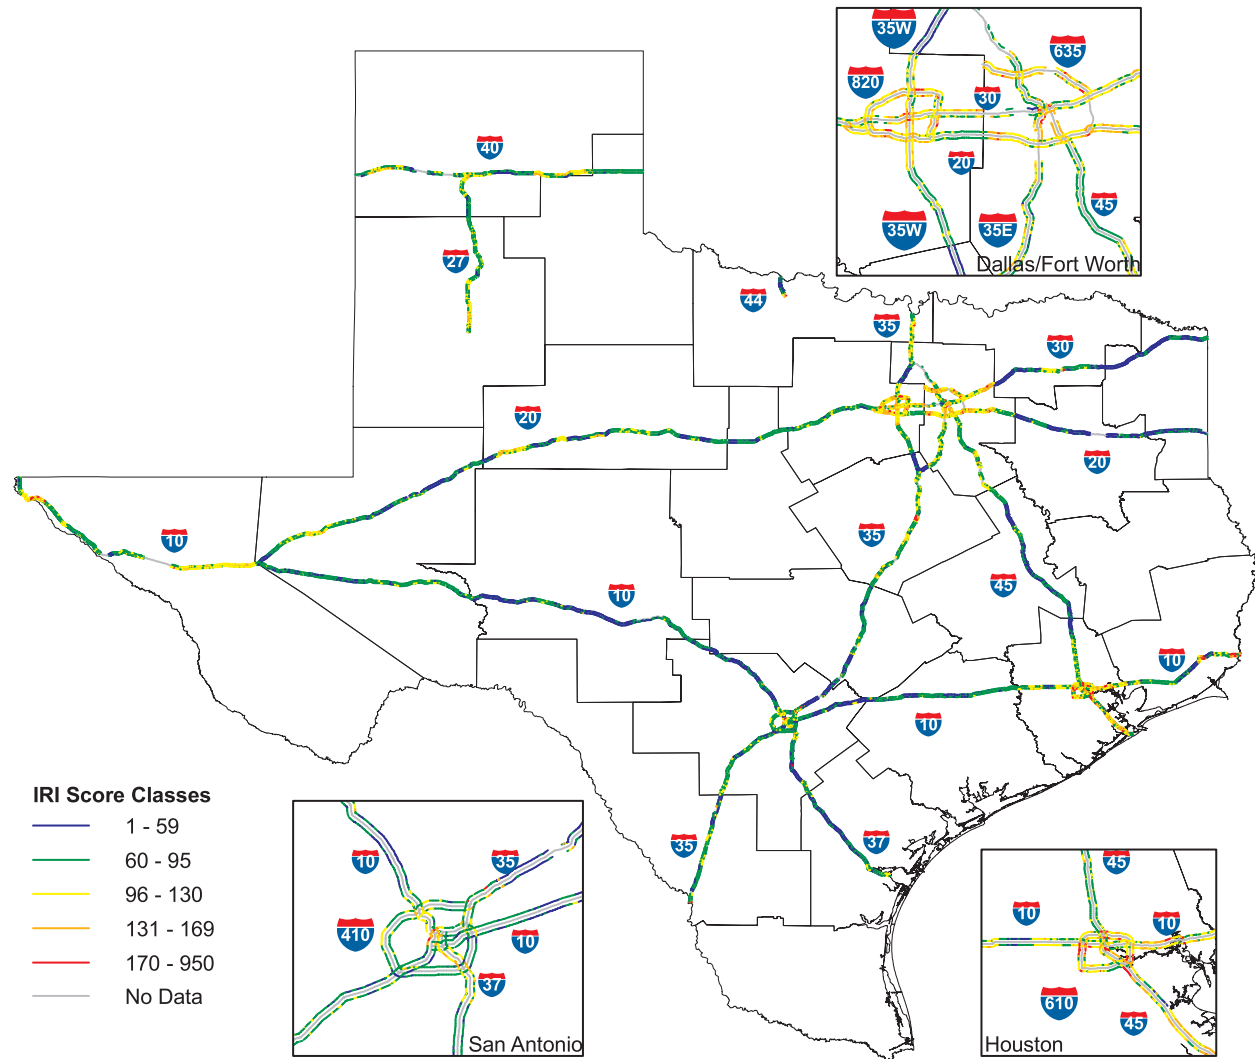 35W
635
820
30
20
35W
35E
45
Dallas/Fort Worth
40
27
44
35
30
20
20
10
35
10
45
10
10
35
37
IRI Score Classes
1 - 59
60 - 95
96 - 130
131 - 169
170 - 950
No Data
10
35
410
10
37
San Antonio
45
10
10
610
45
Houston